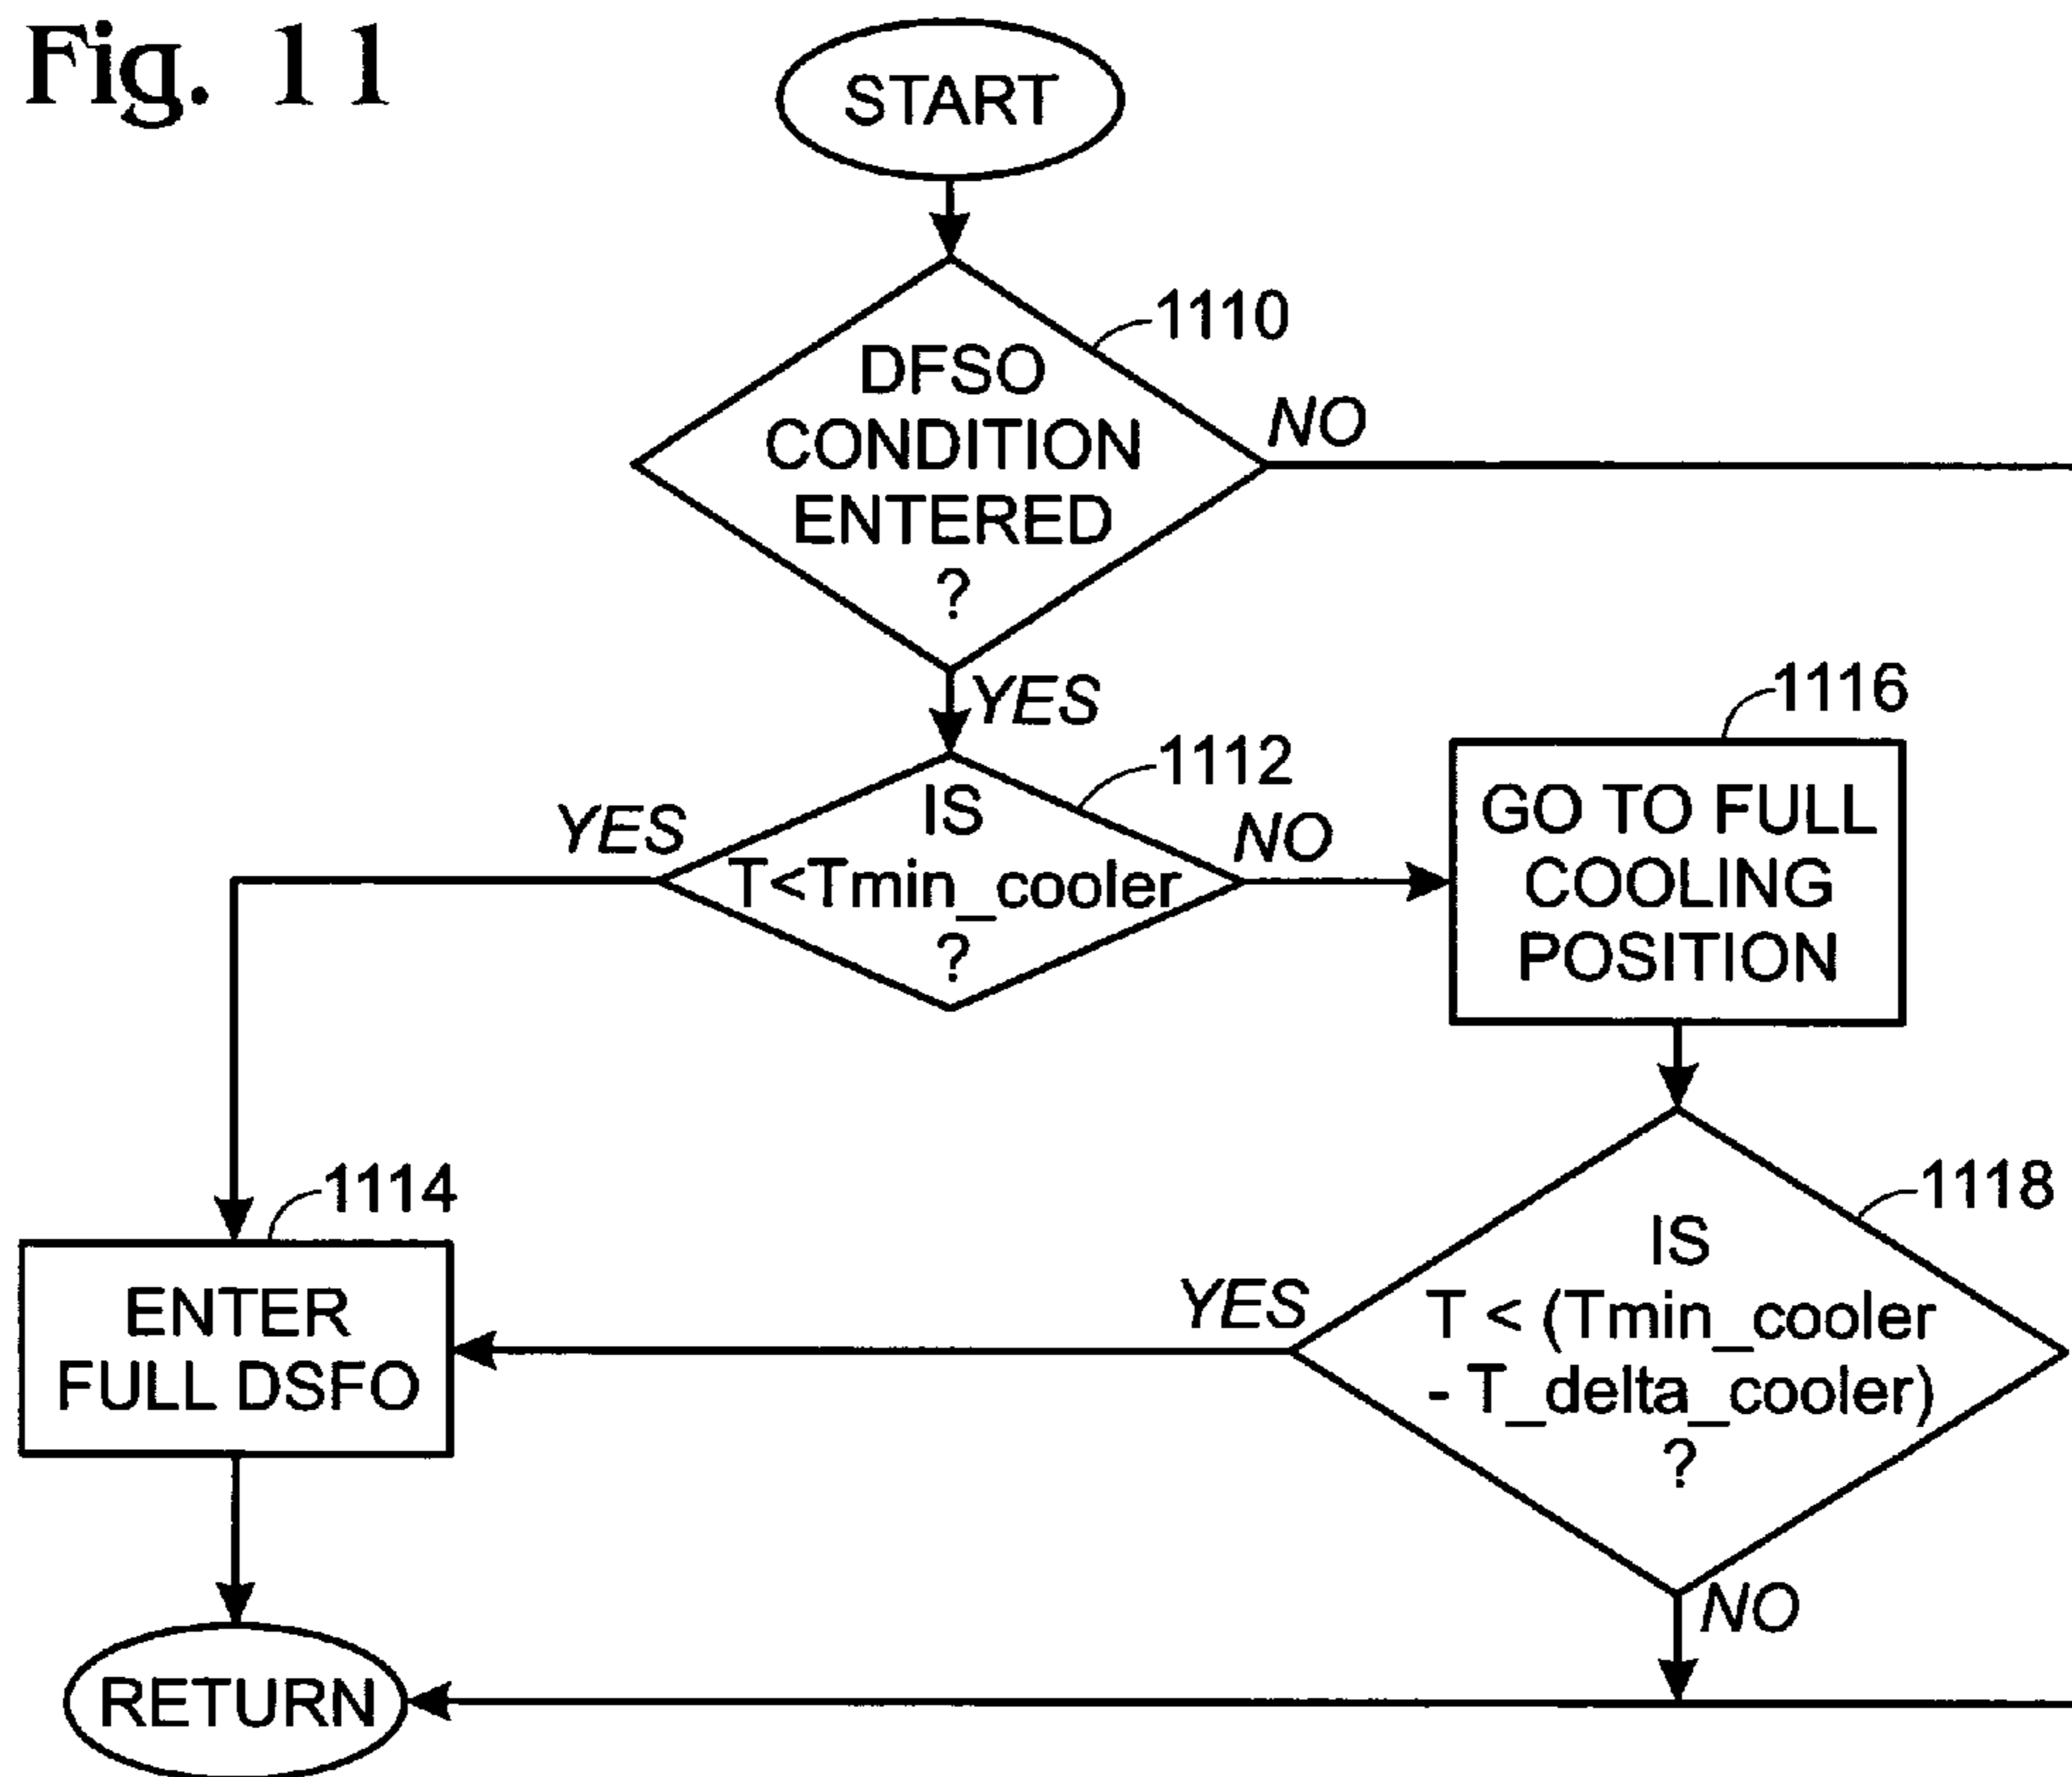 Fig. 11
START
1110
DFSO
CONDITION
ENTERED
?
NO
YES
1112
IS
T<Tmin_cooler
?
YES
NO
1116
GO TO FULL
COOLING
POSITION
1114
ENTER
FULL DSFO
1118
IS
T < (Tmin_cooler
- T_delta_cooler)
?
YES
NO
RETURN